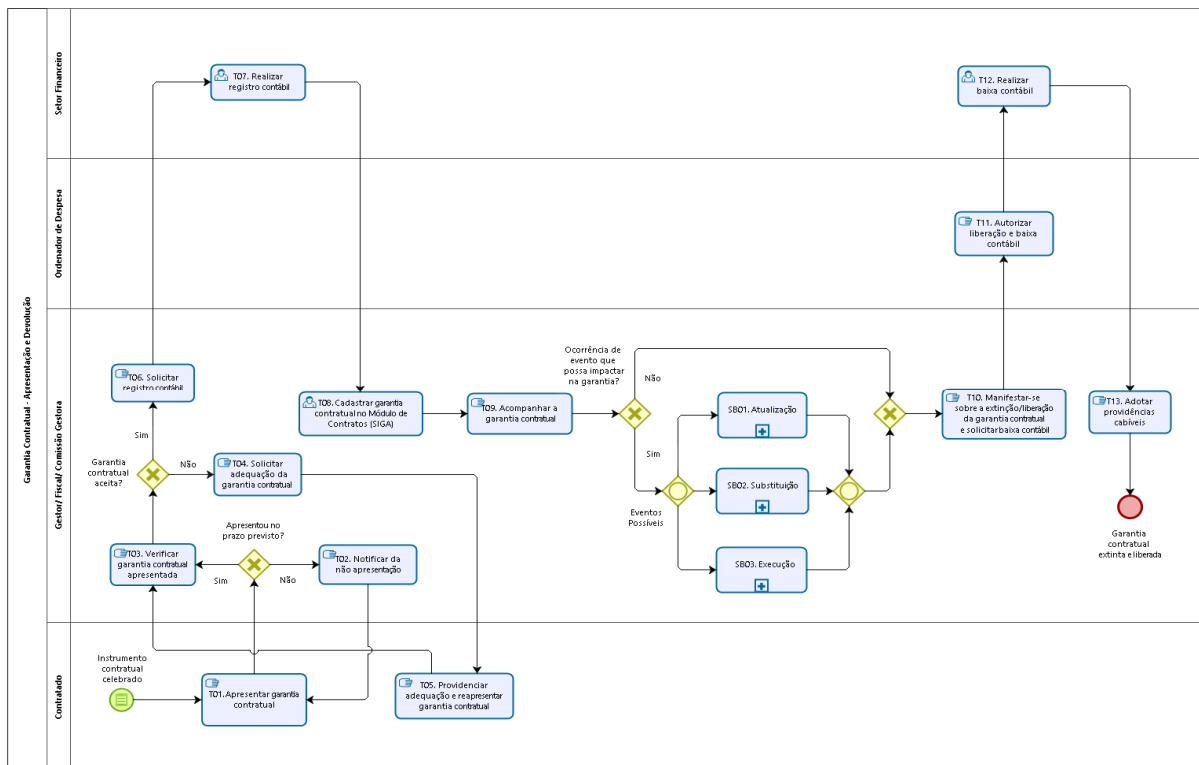 Garantia Contratual - Apresentação e Devolução
Setor Financeiro
T07. Realizar
registro contábil
T12. Realizar
baixa contábil
Ordenador de Despesa
T11. Autorizar
liberação e baixa
contábil
Gestor/ Fiscal/ Comissão Gestora
T06. Solicitar
registro contábil
Sim
Garantia
contratual
aceita?
Não
T04. Solicitar
adequação da
garantia contratual
T03. Verificar
garantia contratual
apresentada
Apresentou no
prazo previsto?
Sim
Não
T02. Notificar da
não apresentação
T08. Cadastrar garantia
contratual no Módulo de
Contratos (SIGA)
T09. Acompanhar a
garantia contratual
Ocorrência de
evento que
possa impactar
na garantia?
Não
Sim
Eventos
Possíveis
SB01. Atualização
SB02. Substituição
SB03. Execução
T10. Manifestar-se
sobre a extinção/liberação
da garantia contratual
e solicitar baixa contábil
T13. Adotar
providências
cabíveis
Garantia
contratual
extinta e liberada
Contratado
Instrumento
contratual
celebrado
T01. Apresentar garantia
contratual
T05. Providenciar
adequação e reapresentar
garantia contratual